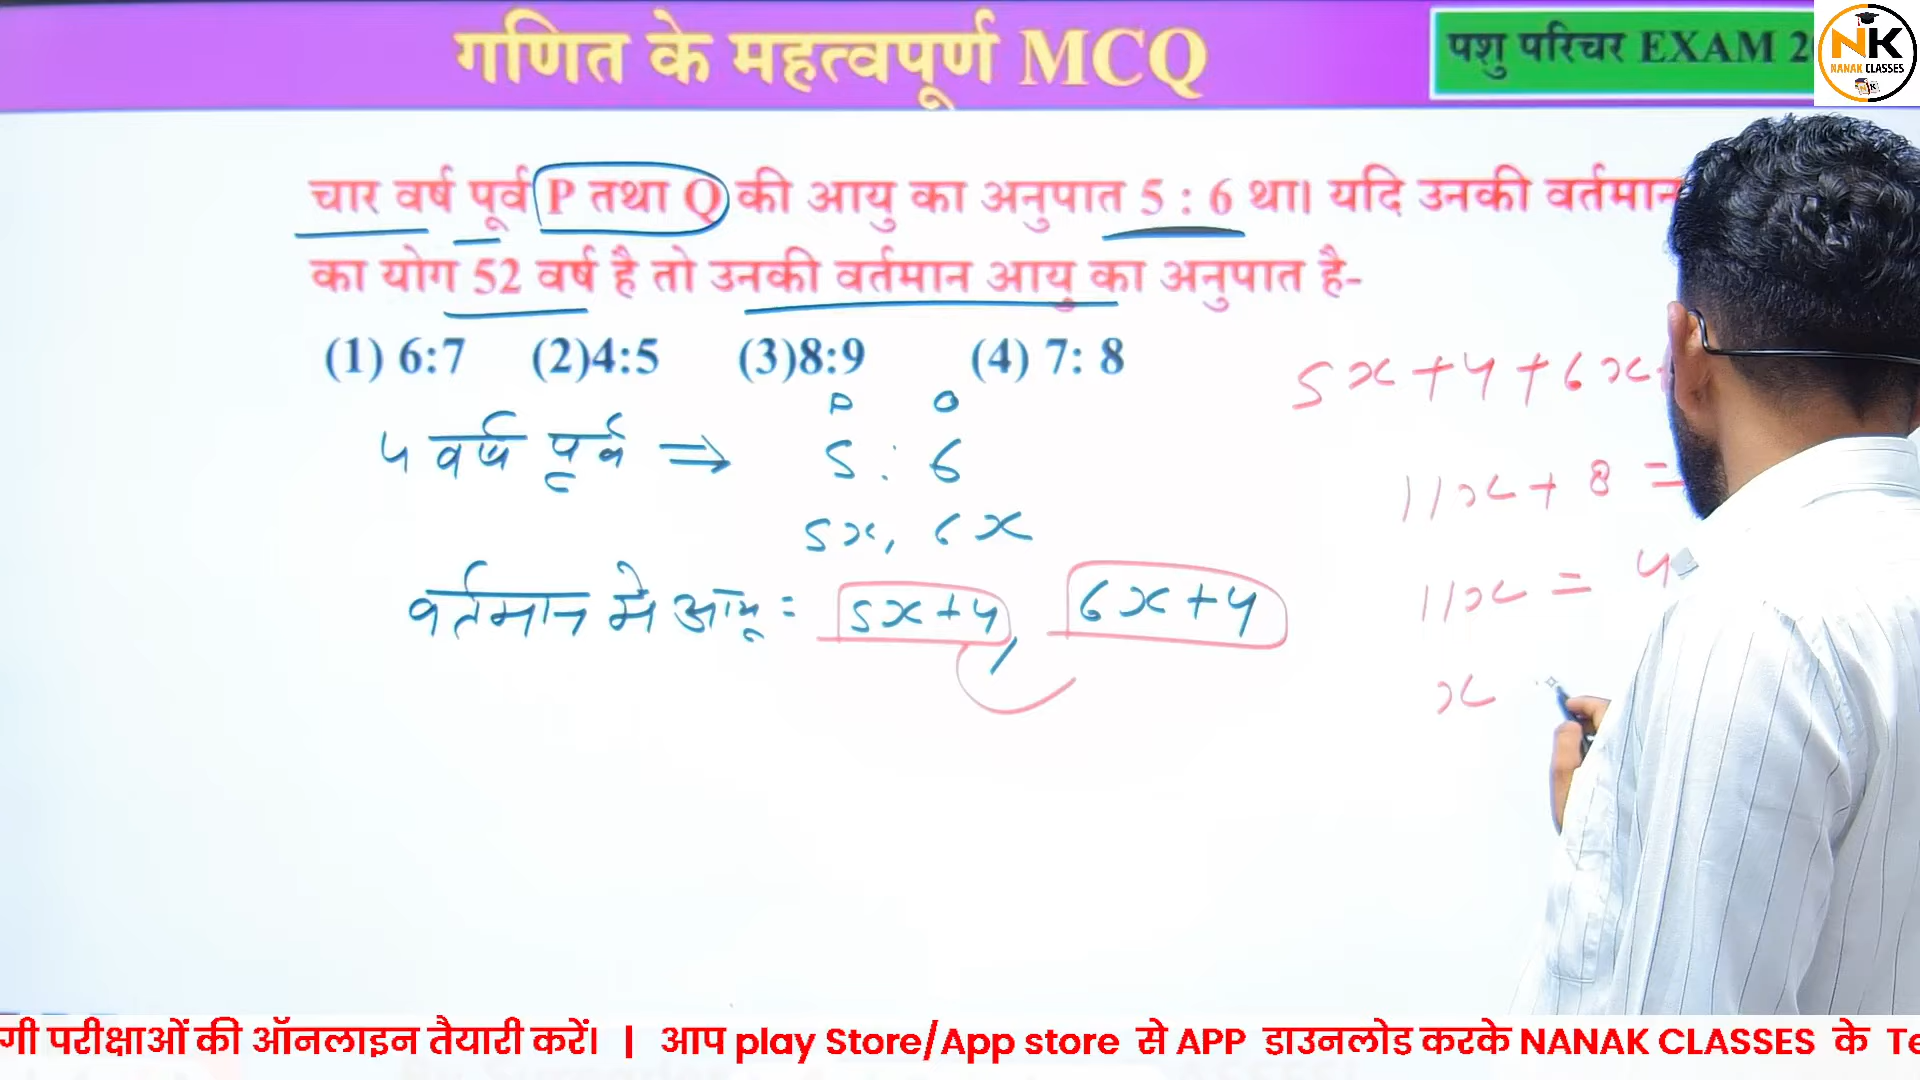 गणित के महत्वपूर्ण MCQ
पशु परिचर EXAM 2
NK
NANAK CLASSES
चार वर्ष पूर्व P तथा Q की आयु का अनुपात 5 : 6 था। यदि उनकी वर्तमान
का योग 52 वर्ष है तो उनकी वर्तमान आयु का अनुपात है-
(1) 6:7 (2)4:5 (3)8:9 (4) 7: 8
P Q
4 वर्ष पूर्व ⇒ 5 : 6
5x, 6x
वर्तमान में आयु = 5x+4, 6x+4
5x+4+6x
11x+8 =
11x = 4
x
गी परीक्षाओं की ऑनलाइन तैयारी करें। | आप play Store/App store से APP डाउनलोड करके NANAK CLASSES के Te